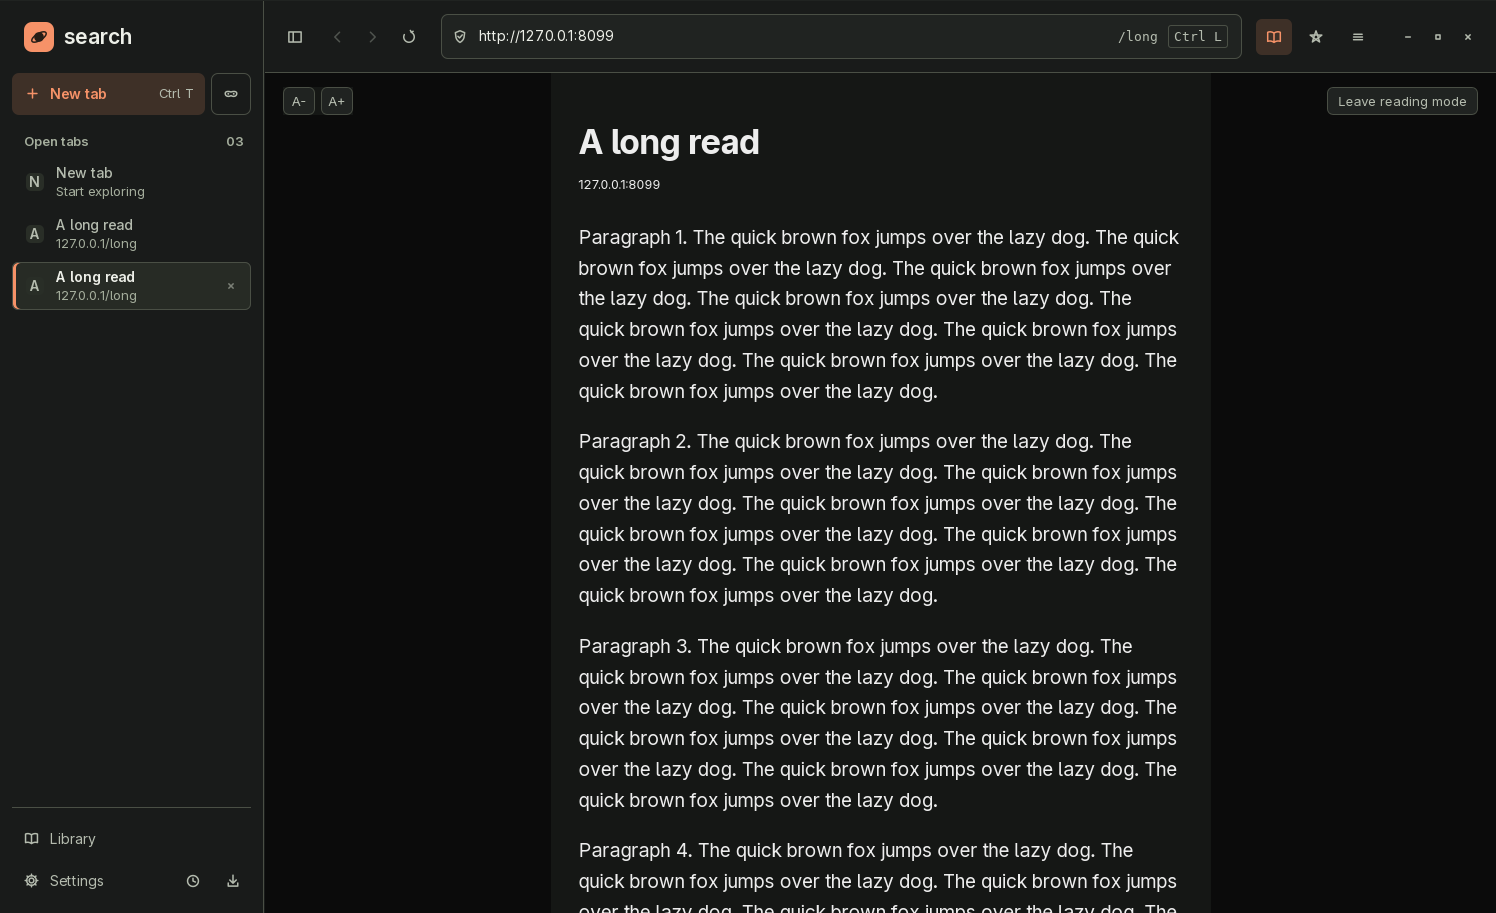 search
http://127.0.0.1:8099
/long
Ctrl L
New tab
Ctrl T
Open tabs
03
N
New tab
Start exploring
A
A long read
127.0.0.1/long
A
A long read
127.0.0.1/long
×
Library
Settings
A-
A+
Leave reading mode
A long read
127.0.0.1:8099
Paragraph 1. The quick brown fox jumps over the lazy dog. The quick
brown fox jumps over the lazy dog. The quick brown fox jumps over
the lazy dog. The quick brown fox jumps over the lazy dog. The
quick brown fox jumps over the lazy dog. The quick brown fox jumps
over the lazy dog. The quick brown fox jumps over the lazy dog. The
quick brown fox jumps over the lazy dog.
Paragraph 2. The quick brown fox jumps over the lazy dog. The
quick brown fox jumps over the lazy dog. The quick brown fox jumps
over the lazy dog. The quick brown fox jumps over the lazy dog. The
quick brown fox jumps over the lazy dog. The quick brown fox jumps
over the lazy dog. The quick brown fox jumps over the lazy dog. The
quick brown fox jumps over the lazy dog.
Paragraph 3. The quick brown fox jumps over the lazy dog. The
quick brown fox jumps over the lazy dog. The quick brown fox jumps
over the lazy dog. The quick brown fox jumps over the lazy dog. The
quick brown fox jumps over the lazy dog. The quick brown fox jumps
over the lazy dog. The quick brown fox jumps over the lazy dog. The
quick brown fox jumps over the lazy dog.
Paragraph 4. The quick brown fox jumps over the lazy dog. The
quick brown fox jumps over the lazy dog. The quick brown fox jumps
over the lazy dog. The quick brown fox jumps over the lazy dog. The